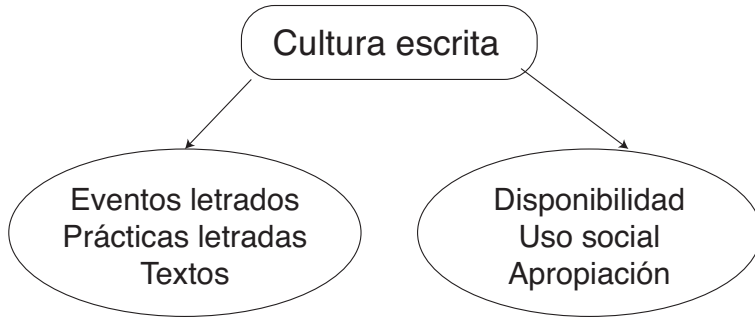 Cultura escrita
Eventos letrados
Prácticas letradas
Textos
Disponibilidad
Uso social
Apropiación